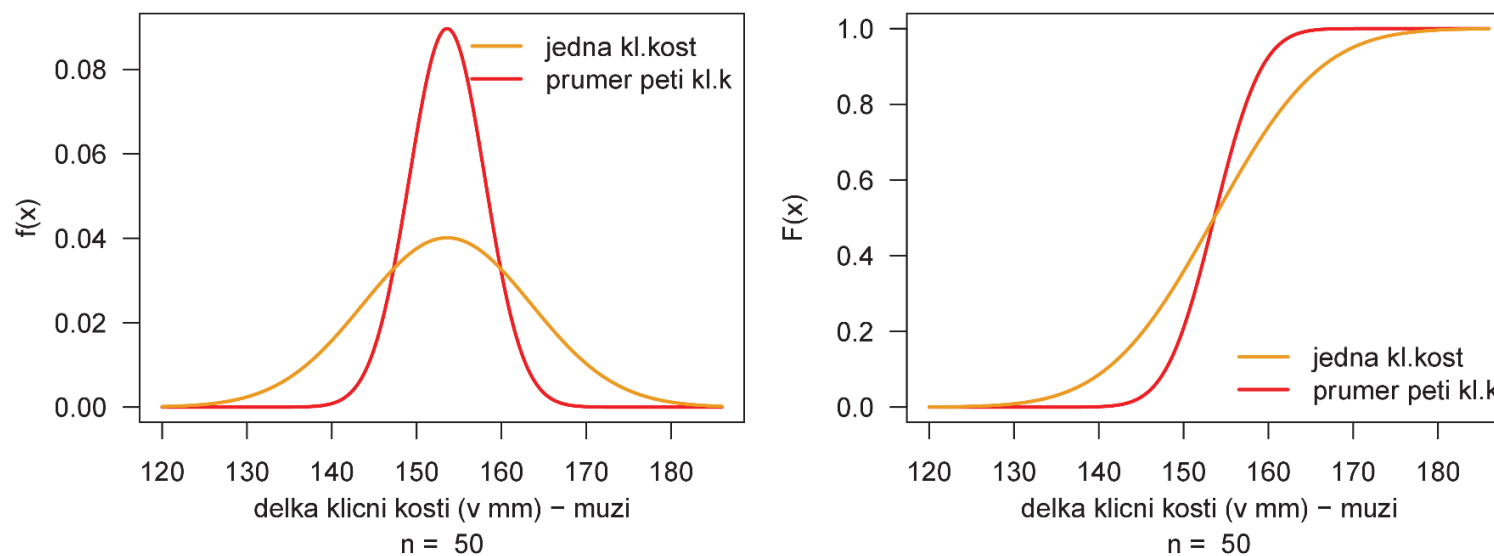 f(x)
0.08
0.06
0.04
0.02
0.00
jedna kl.kost
prumer peti kl.k
120 130 140 150 160 170 180
delka klicni kosti (v mm) − muzi
n = 50
F(x)
1.0
0.8
0.6
0.4
0.2
0.0
jedna kl.kost
prumer peti kl.k
120 130 140 150 160 170 180
delka klicni kosti (v mm) − muzi
n = 50